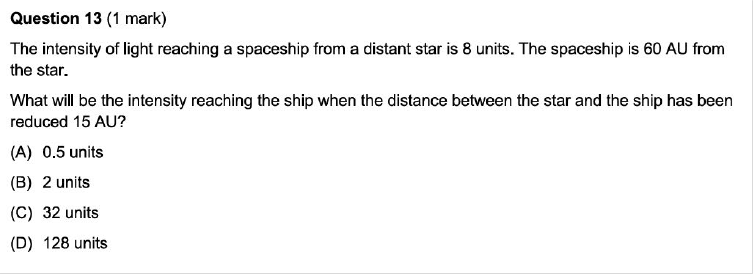 Question 13 (1 mark)
The intensity of light reaching a spaceship from a distant star is 8 units. The spaceship is 60 AU from
the star.
What will be the intensity reaching the ship when the distance between the star and the ship has been
reduced 15 AU?
(A) 0.5 units
(B) 2 units
(C) 32 units
(D) 128 units